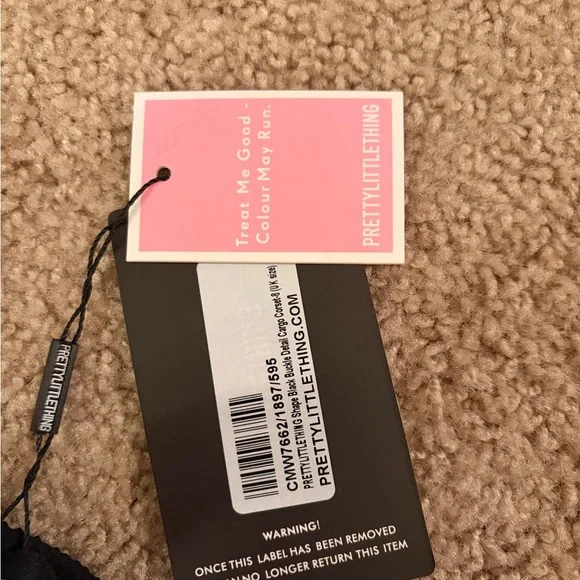 Treat Me Good -
Colour May Run.
PRETTYLITTLETHING
PRETTYLITTLETHING
CMW7662/1897/595
PRETTYLITTLETHING Shape Black Buckle Detail Cargo Corset-8 (UK size)
PRETTYLITTLETHING.COM
WARNING!
ONCE THIS LABEL HAS BEEN REMOVED
NO LONGER RETURN THIS ITEM